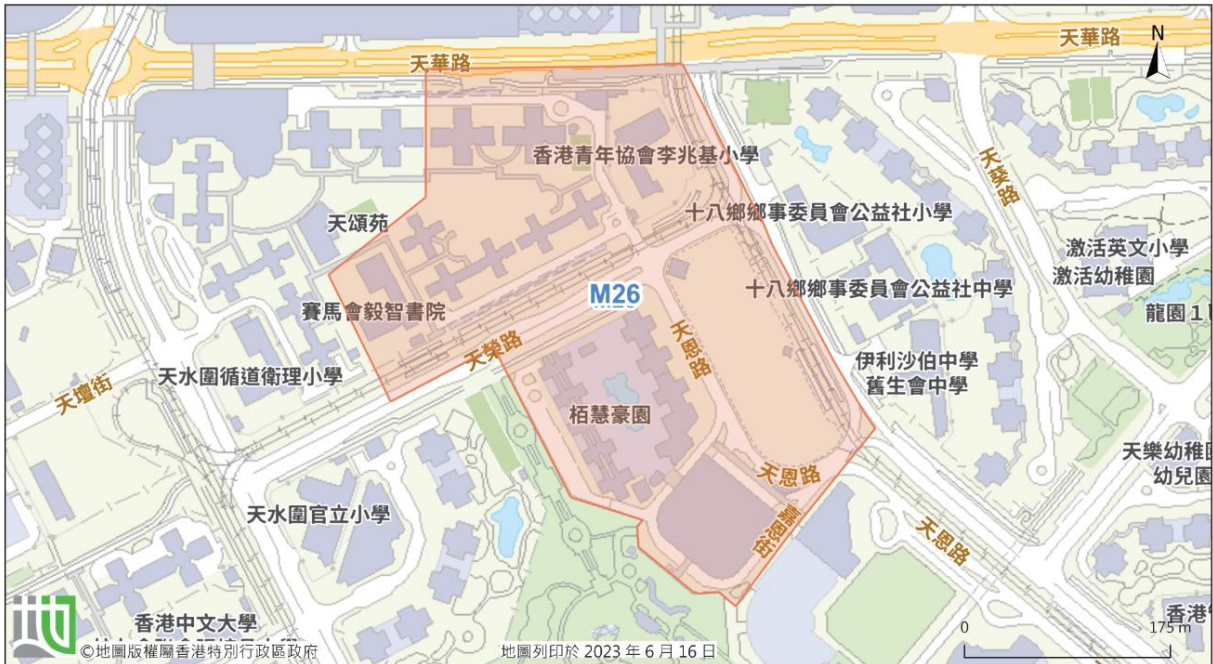 天華路
天華路
N
天葵路
香港青年協會李兆基小學
十八鄉鄉事委員會公益社小學
天頌苑
激活英文小學
激活幼稚園
十八鄉鄉事委員會公益社中學
M26
賽馬會毅智書院
龍園1
天恩路
天榮路
伊利沙伯中學
舊生會中學
天水圍循道衛理小學
天壇街
栢慧豪園
天樂幼稚園
幼兒園
天恩路
天水圍官立小學
嘉恩街
天恩路
香港中文大學
香港
0
175 m
©地圖版權屬香港特別行政區政府
地圖列印於 2023 年 6 月 16 日